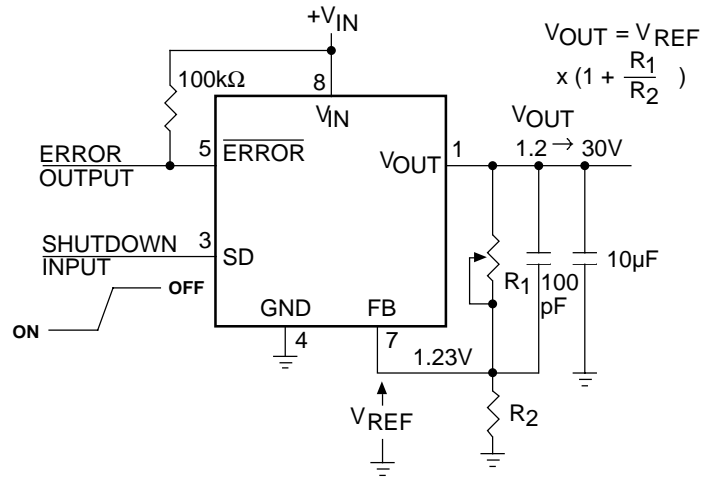 +VIN
VOUT = VREF
x (1 + R1
R2 )
100kΩ
8
VIN
VOUT
1.2 → 30V
ERROR
OUTPUT
5
ERROR
VOUT
1
SHUTDOWN
INPUT
3
SD
OFF
ON
GND
FB
4
7
R1
100
pF
10µF
1.23V
VREF
R2